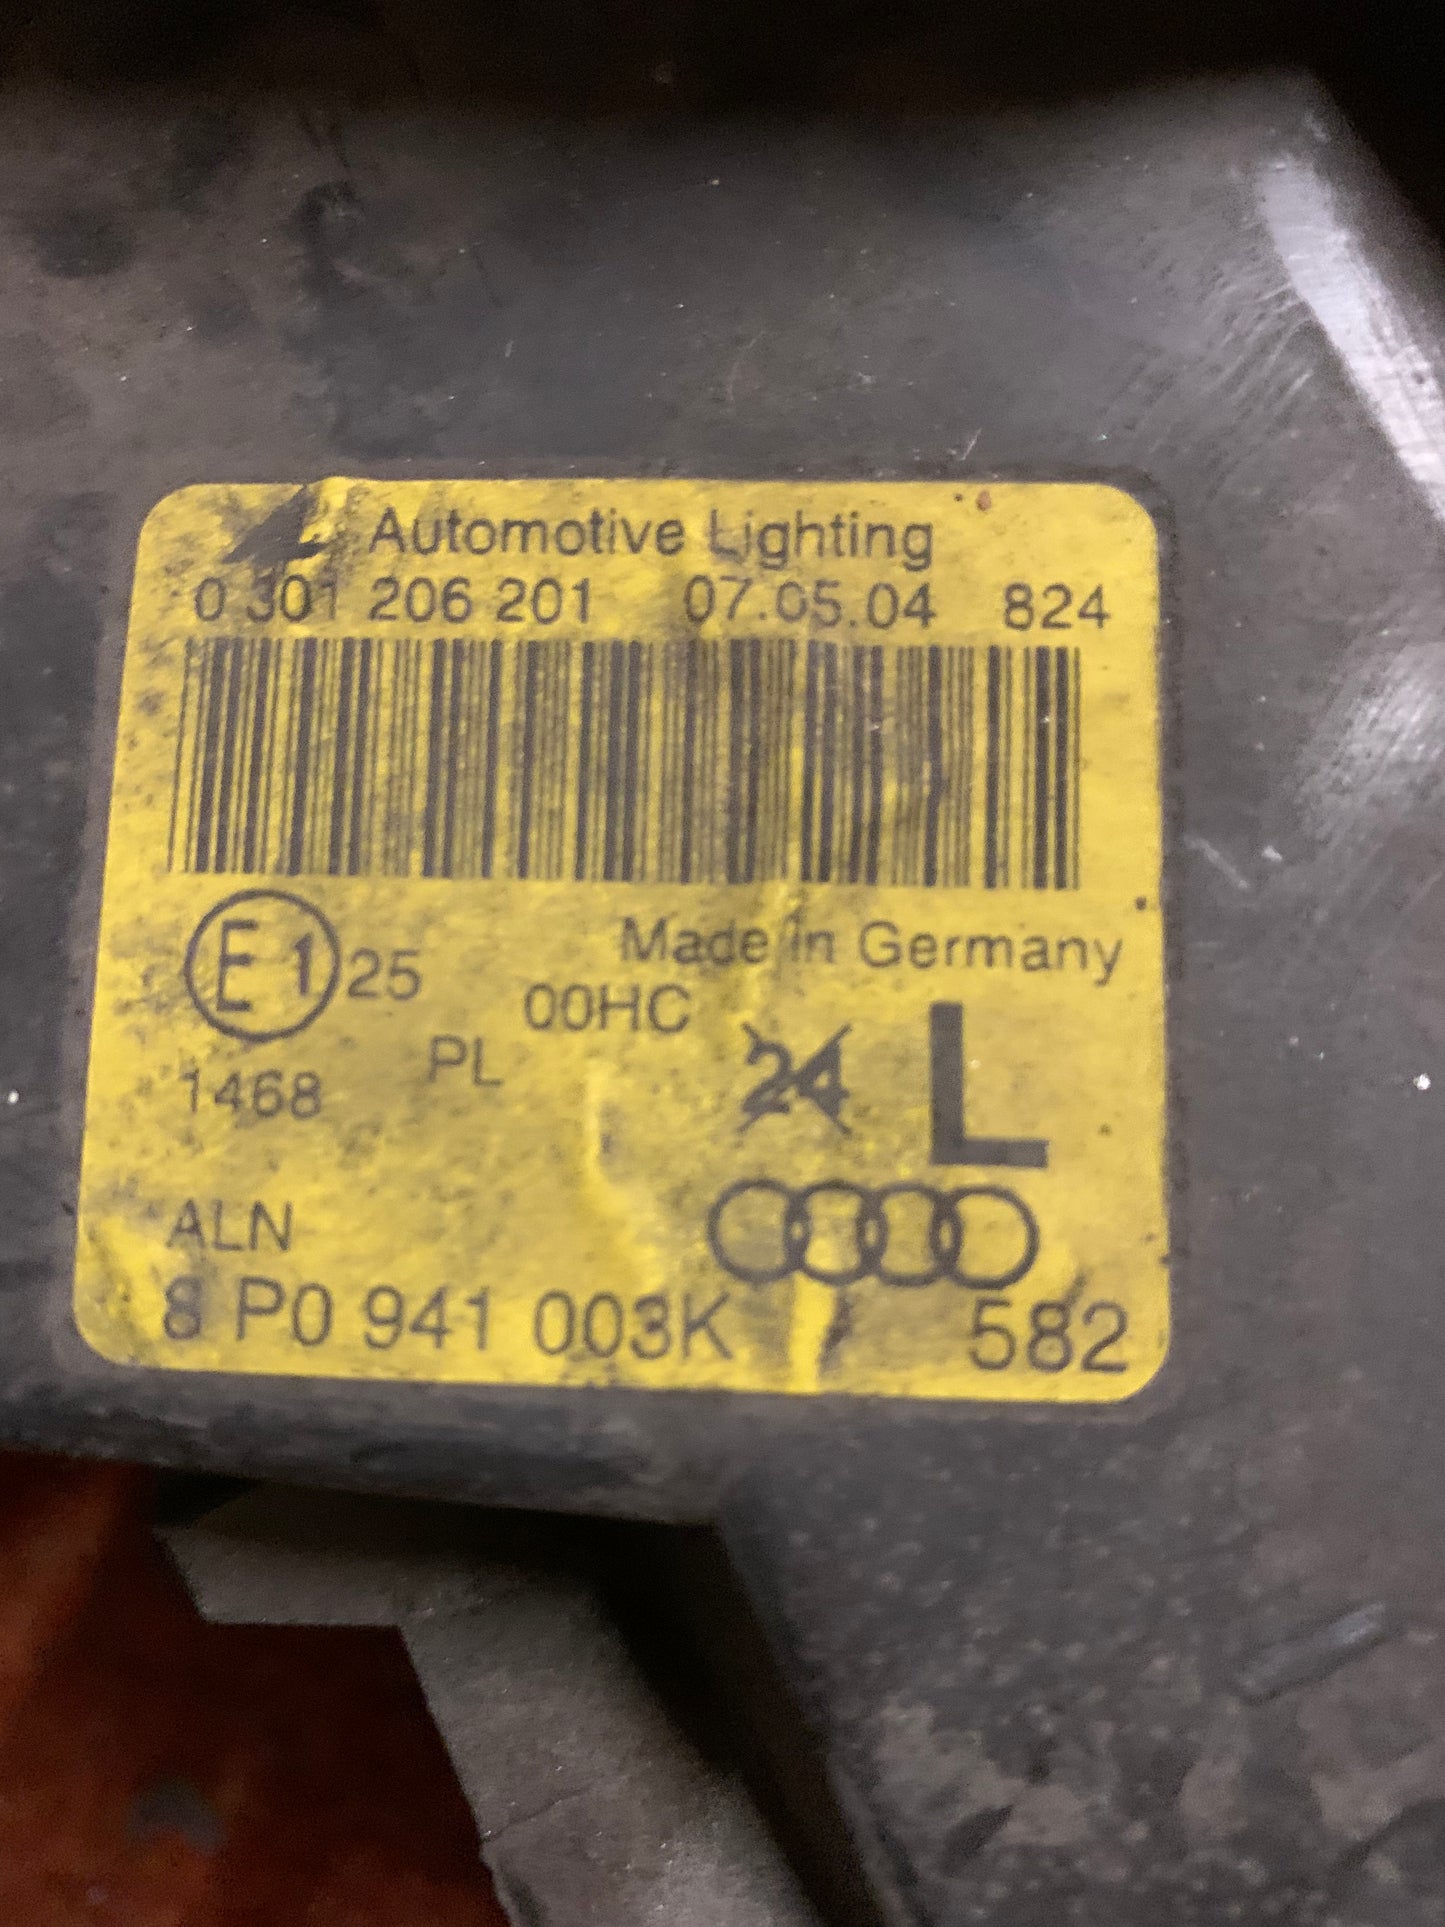 Automotive Lighting
0 301 206 201 07.05.04 824
E1 25 Made in Germany
00HC
1468 PL 24 L
ALN
8 P0 941 003K 582